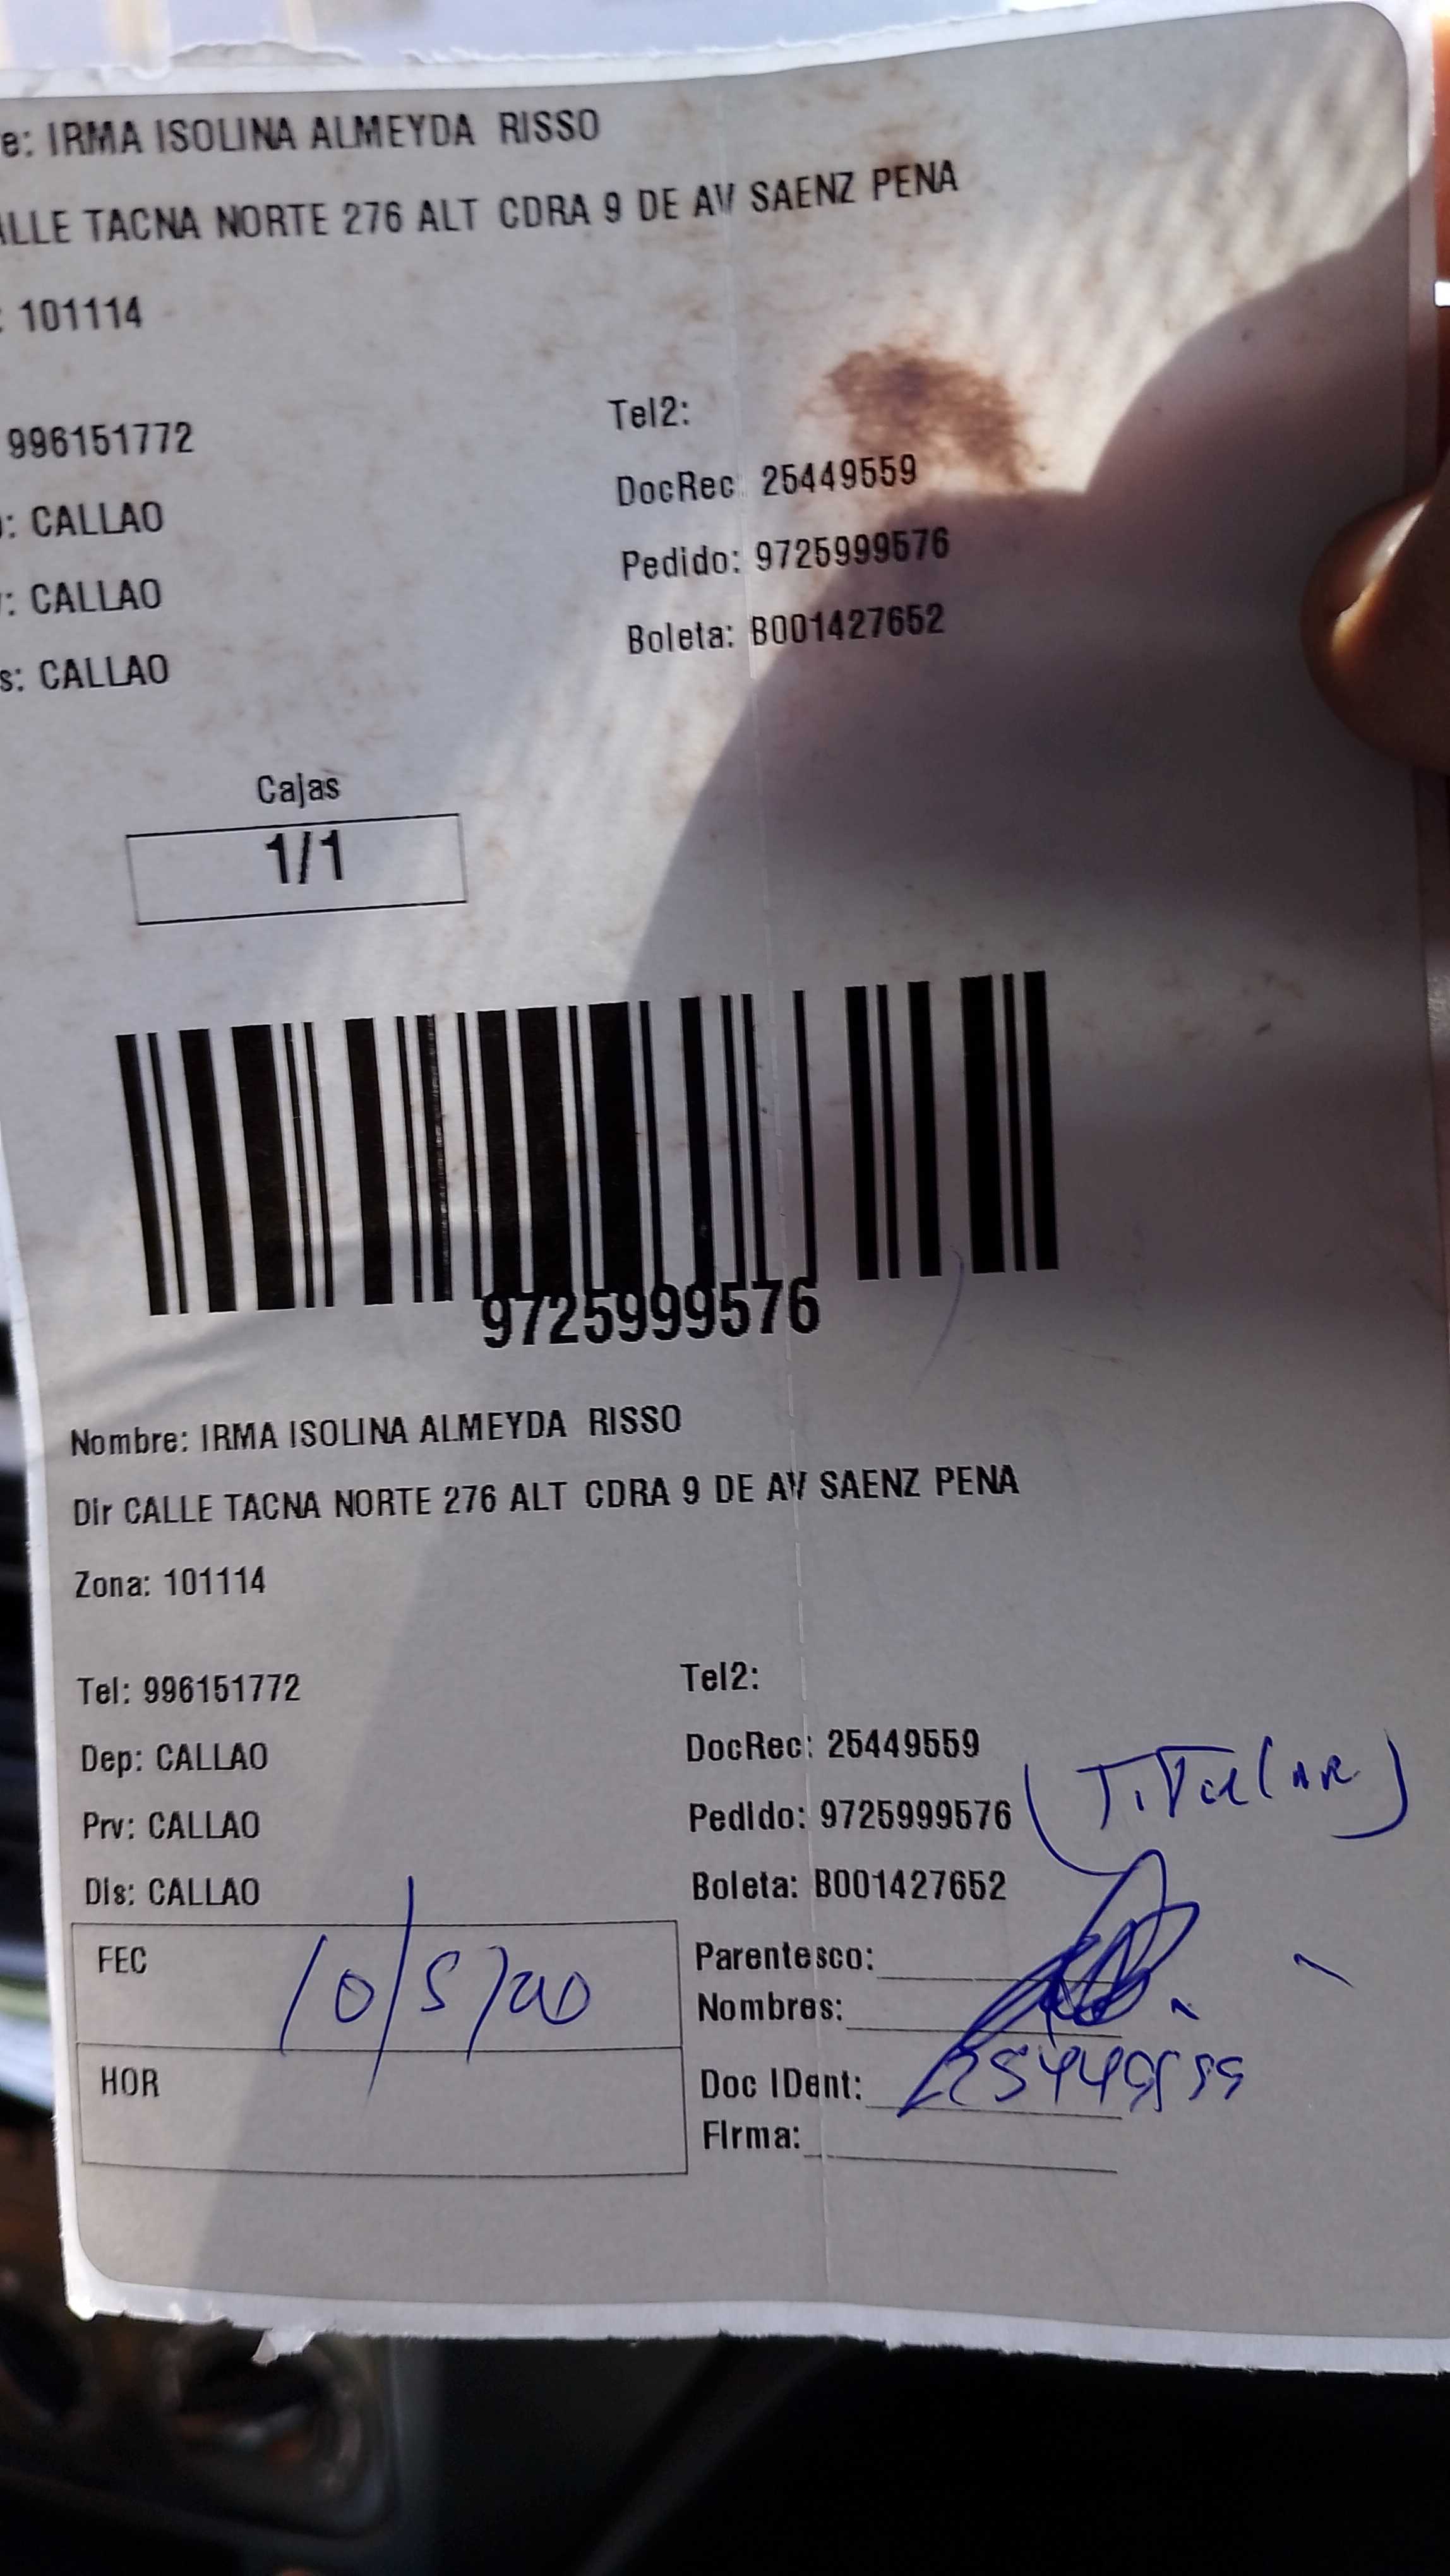 e: IRMA ISOLINA ALMEYDA RISSO
ALLE TACNA NORTE 276 ALT CDRA 9 DE AV SAENZ PENA
: 101114
996151772
Tel2:
DocRec: 25449559
: CALLAO
Pedido: 9725999576
: CALLAO
Boleta: B001427652
s: CALLAO
Cajas
1/1
9725999576
Nombre: IRMA ISOLINA ALMEYDA RISSO
Dir CALLE TACNA NORTE 276 ALT CDRA 9 DE AV SAENZ PENA
Zona: 101114
Tel: 996151772
Tel2:
Dep: CALLAO
DocRec: 25449559
Prv: CALLAO
Pedido: 9725999576
(TiTular)
Dis: CALLAO
Boleta: B001427652
FEC 10/5/20
Parentesco:
Nombres:
HOR
Doc IDent: 25449559
Firma: